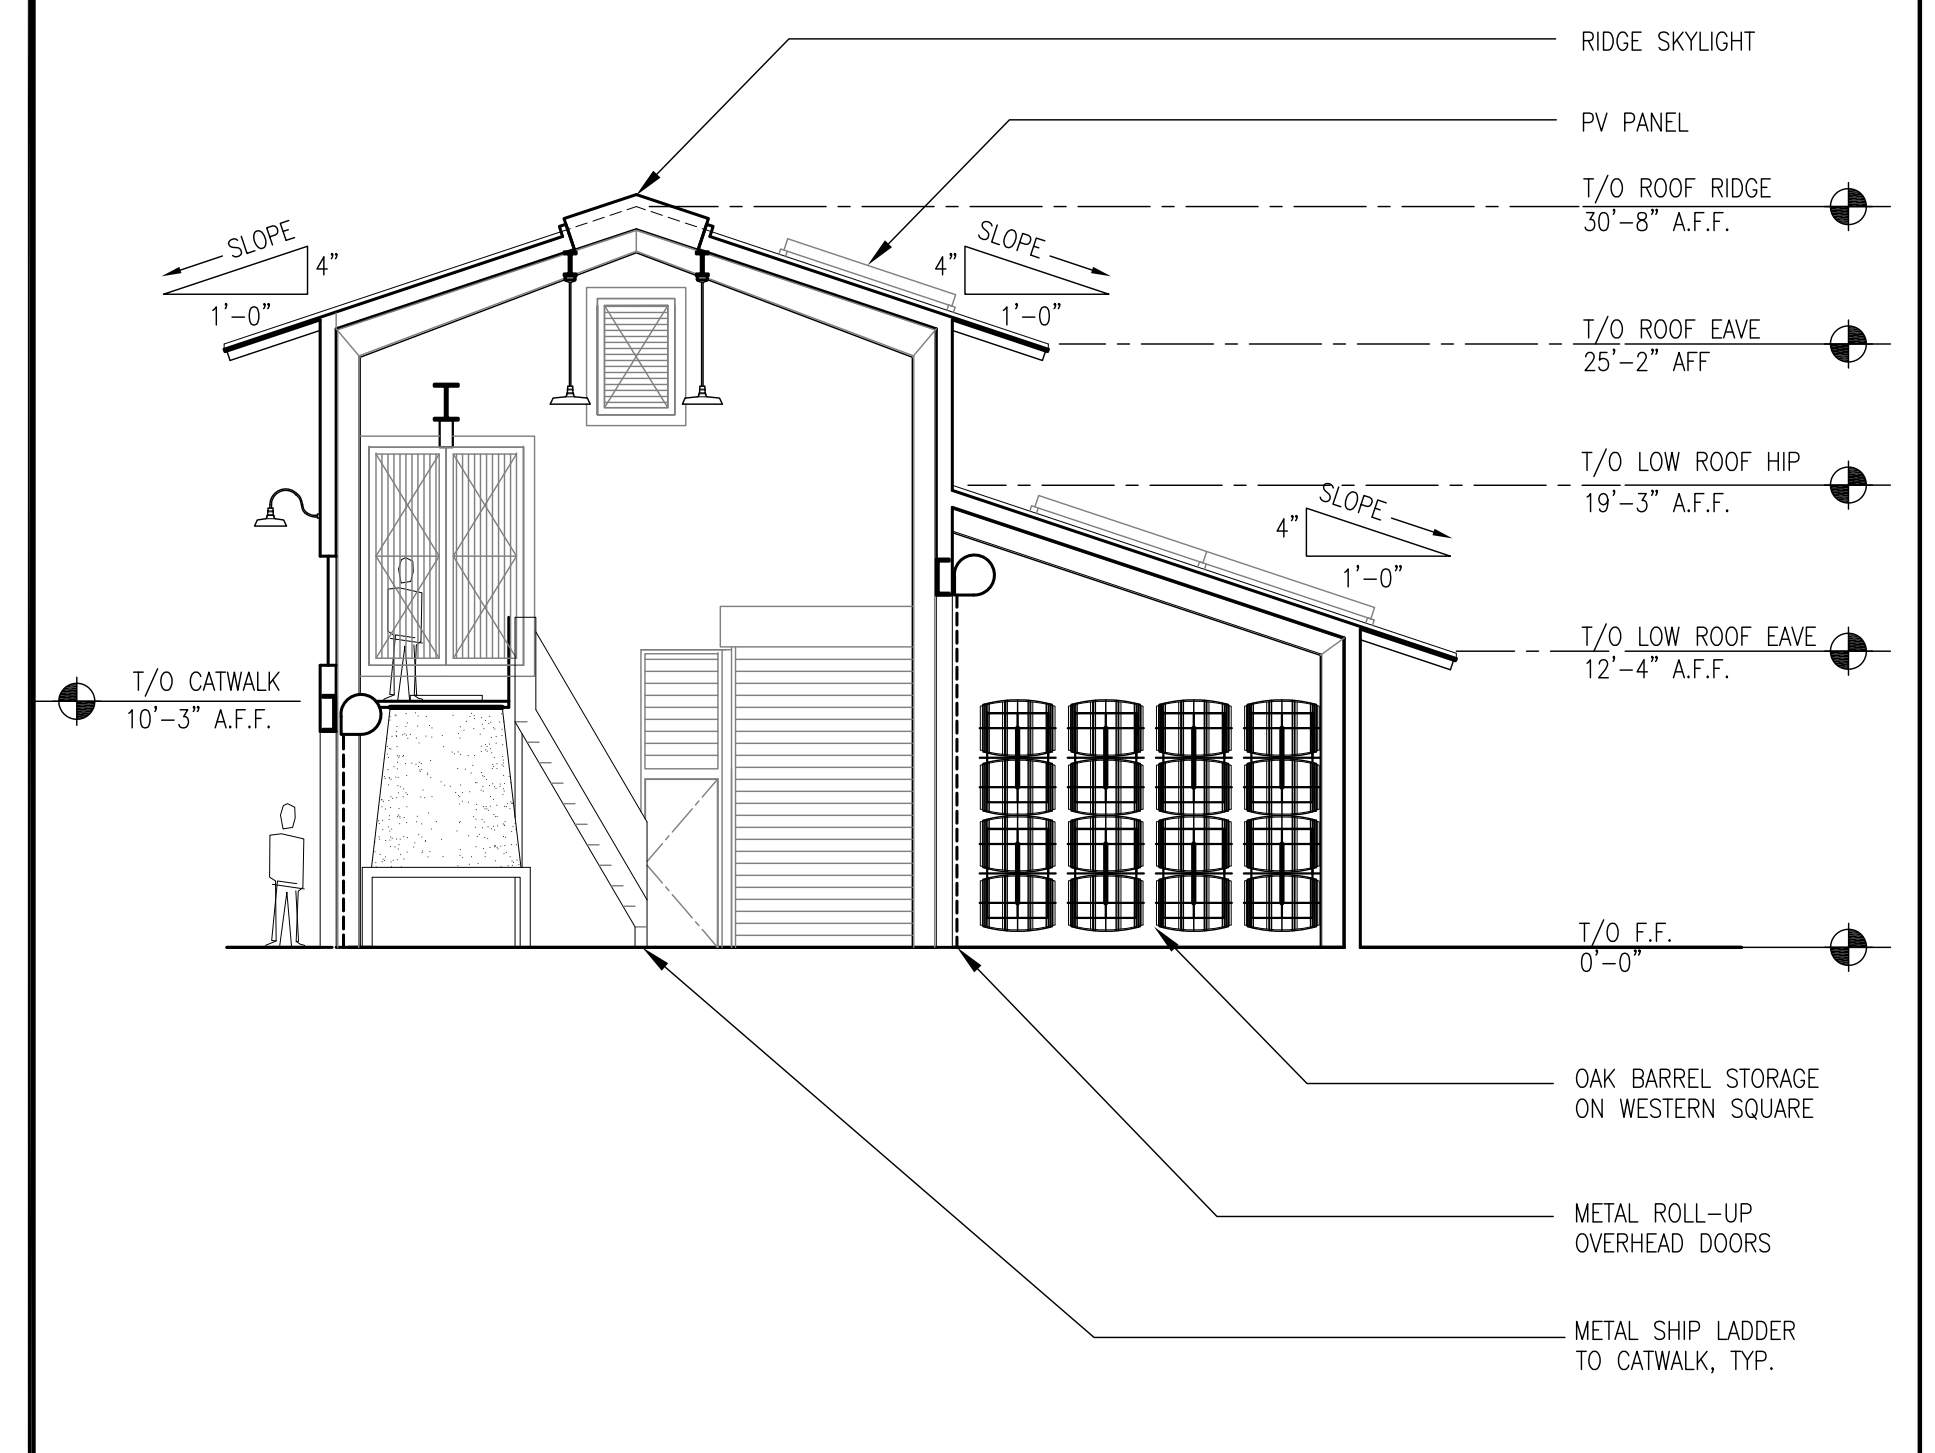 RIDGE SKYLIGHT
PV PANEL
T/O ROOF RIDGE
30'-8" A.F.F.
SLOPE
4"
1'-0"
SLOPE
4"
1'-0"
T/O ROOF EAVE
25'-2" AFF
T/O LOW ROOF HIP
19'-3" A.F.F.
SLOPE
4"
1'-0"
T/O LOW ROOF EAVE
12'-4" A.F.F.
T/O CATWALK
10'-3" A.F.F.
T/O F.F.
0'-0"
OAK BARREL STORAGE
ON WESTERN SQUARE
METAL ROLL-UP
OVERHEAD DOORS
METAL SHIP LADDER
TO CATWALK, TYP.